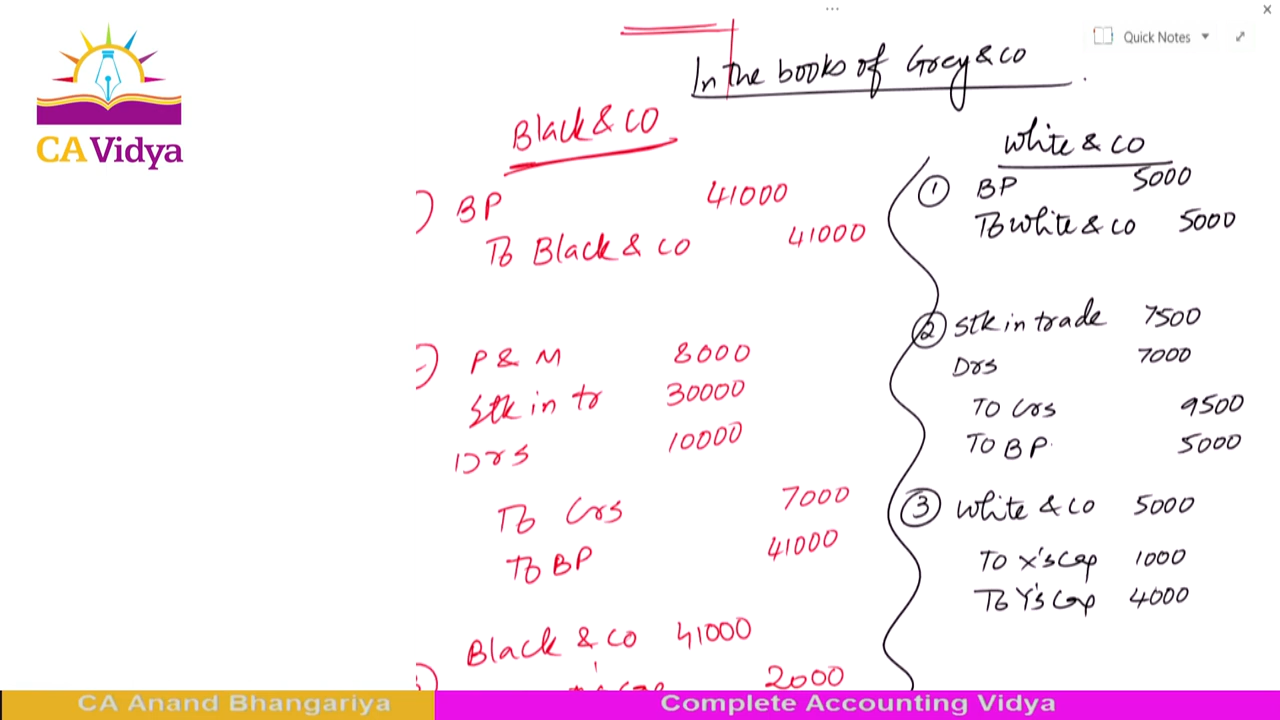 ...
×
Quick Notes
CA Vidya
In the books of Grey & co
Black & CO
) BP 41000
To Black & co 41000
P & M 8000
Stk in tr 30000
Drs 10000
To Crs 7000
To BP 41000
Black & co 41000
2000
White & CO
① BP 5000
To White & co 5000
② Stk in trade 7500
Drs 7000
TO Crs 9500
TO BP 5000
③ White & co 5000
To X's Cap 1000
To Y's Cap 4000
CA Anand Bhangariya
Complete Accounting Vidya